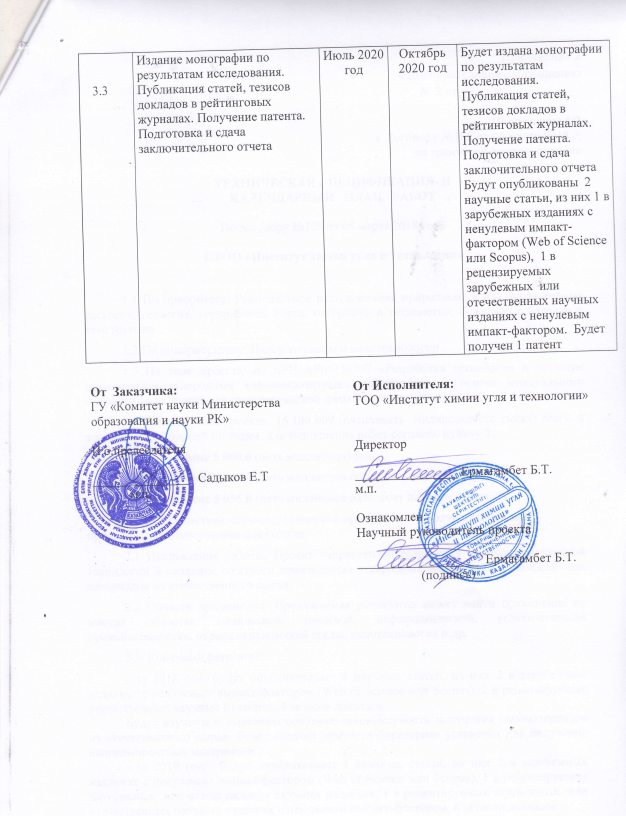 3.3
Издание монографии по
результатам исследования.
Публикация статей, тезисов
докладов в рейтинговых
журналах. Получение патента.
Подготовка и сдача
заключительного отчета
Июль 2020
год
Октябрь
2020 год
Будет издана монографии
по результатам
исследования.
Публикация статей,
тезисов докладов в
рейтинговых журналах.
Получение патента.
Подготовка и сдача
заключительного отчета
Будут опубликованы 2
научные статьи, из них 1 в
зарубежных изданиях с
ненулевым импакт-
фактором (Web of Science
или Scopus), 1 в
рецензируемых
зарубежных или
отечественных научных
изданиях с ненулевым
импакт-фактором. Будет
получен 1 патент
От Заказчика:
ГУ «Комитет науки Министерства
образования и науки РК»
И.о председателя
Садыков Е.Т
От Исполнителя:
ТОО «Институт химии угля и технологии»
Директор
Ермагамбет Б.Т.
м.п.
Ознакомлен:
Научный руководитель проекта
Ермагамбет Б.Т.
(подпись)
«Институт химии угля
и технологии»